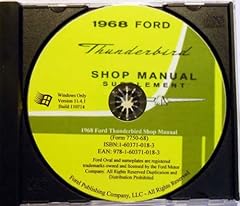 1968 FORD
Thunderbird
SHOP MANUAL
SUPPLEMENT
Windows Only
Version 11.4.1
Build 110714
1968 Ford Thunderbird Shop Manual
(Form 7750-68)
ISBN:1-60371-018-3
EAN: 978-1-60371-018-3
Ford Oval and nameplates are registered
trademarks owned and licensed by the Ford Motor
Company. All Rights Reserved Duplication and
Distribution Prohibited.
Ford Publishing Company, LLC - All Rights Reserved